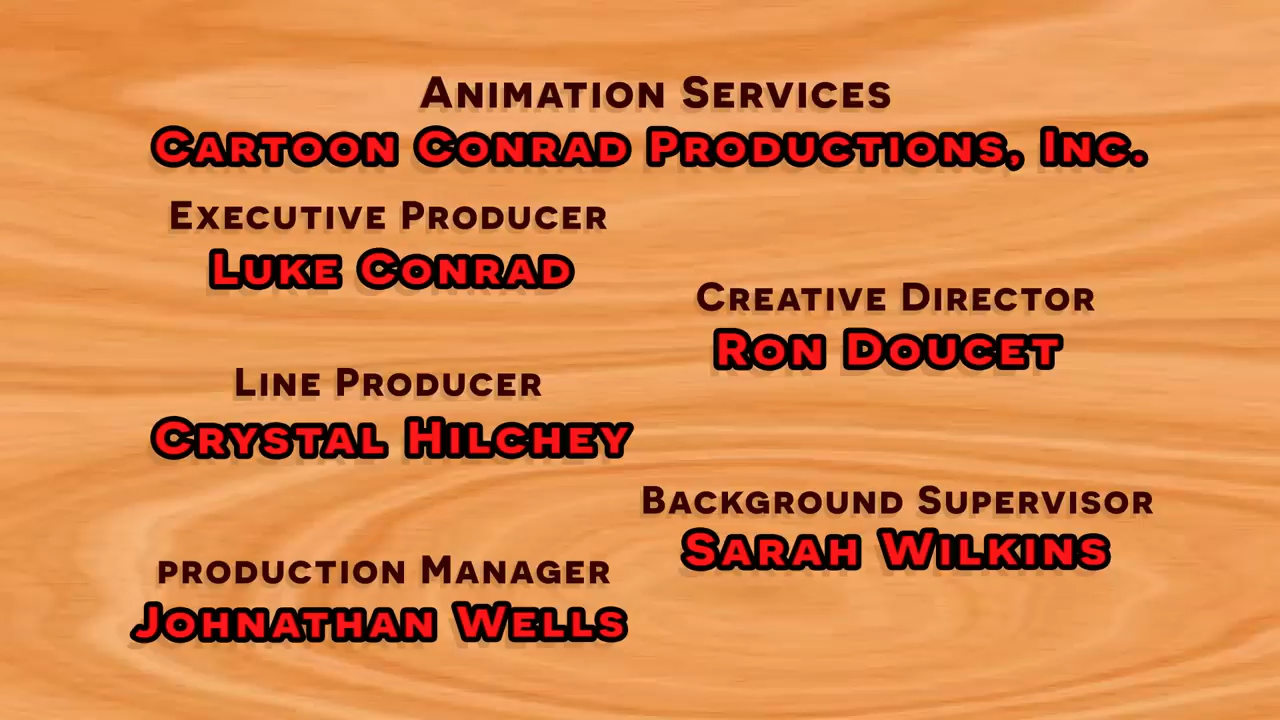 Animation Services
Cartoon Conrad Productions, Inc.
Executive Producer
Luke Conrad
Creative Director
Ron Doucet
Line Producer
Crystal Hilchey
Background Supervisor
Sarah Wilkins
production Manager
Johnathan Wells